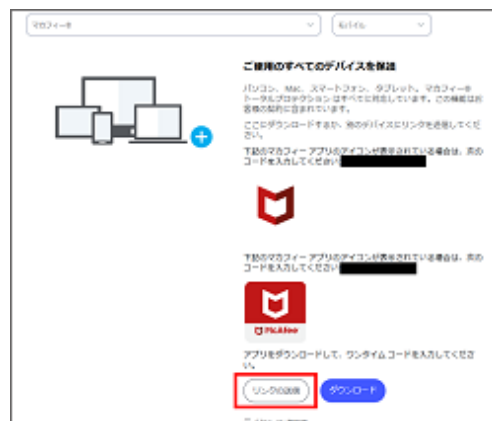 マカフィー®
モバイル
ご使用のすべてのデバイスを保護
パソコン、Mac、スマートフォン、タブレット。マカフィー®
トータルプロテクションはすべてに対応しています。この機能はお
客様の契約に含まれています。
ここにダウンロードするか、別のデバイスにリンクを送信してくだ
さい。
下記のマカフィー アプリのアイコンが表示されている場合は、次の
コードを入力してください
下記のマカフィー アプリのアイコンが表示されている場合は、次の
コードを入力してください
McAfee
アプリをダウンロードして、ワンタイム コードを入力してくださ
い。
リンクの送信
ダウンロード